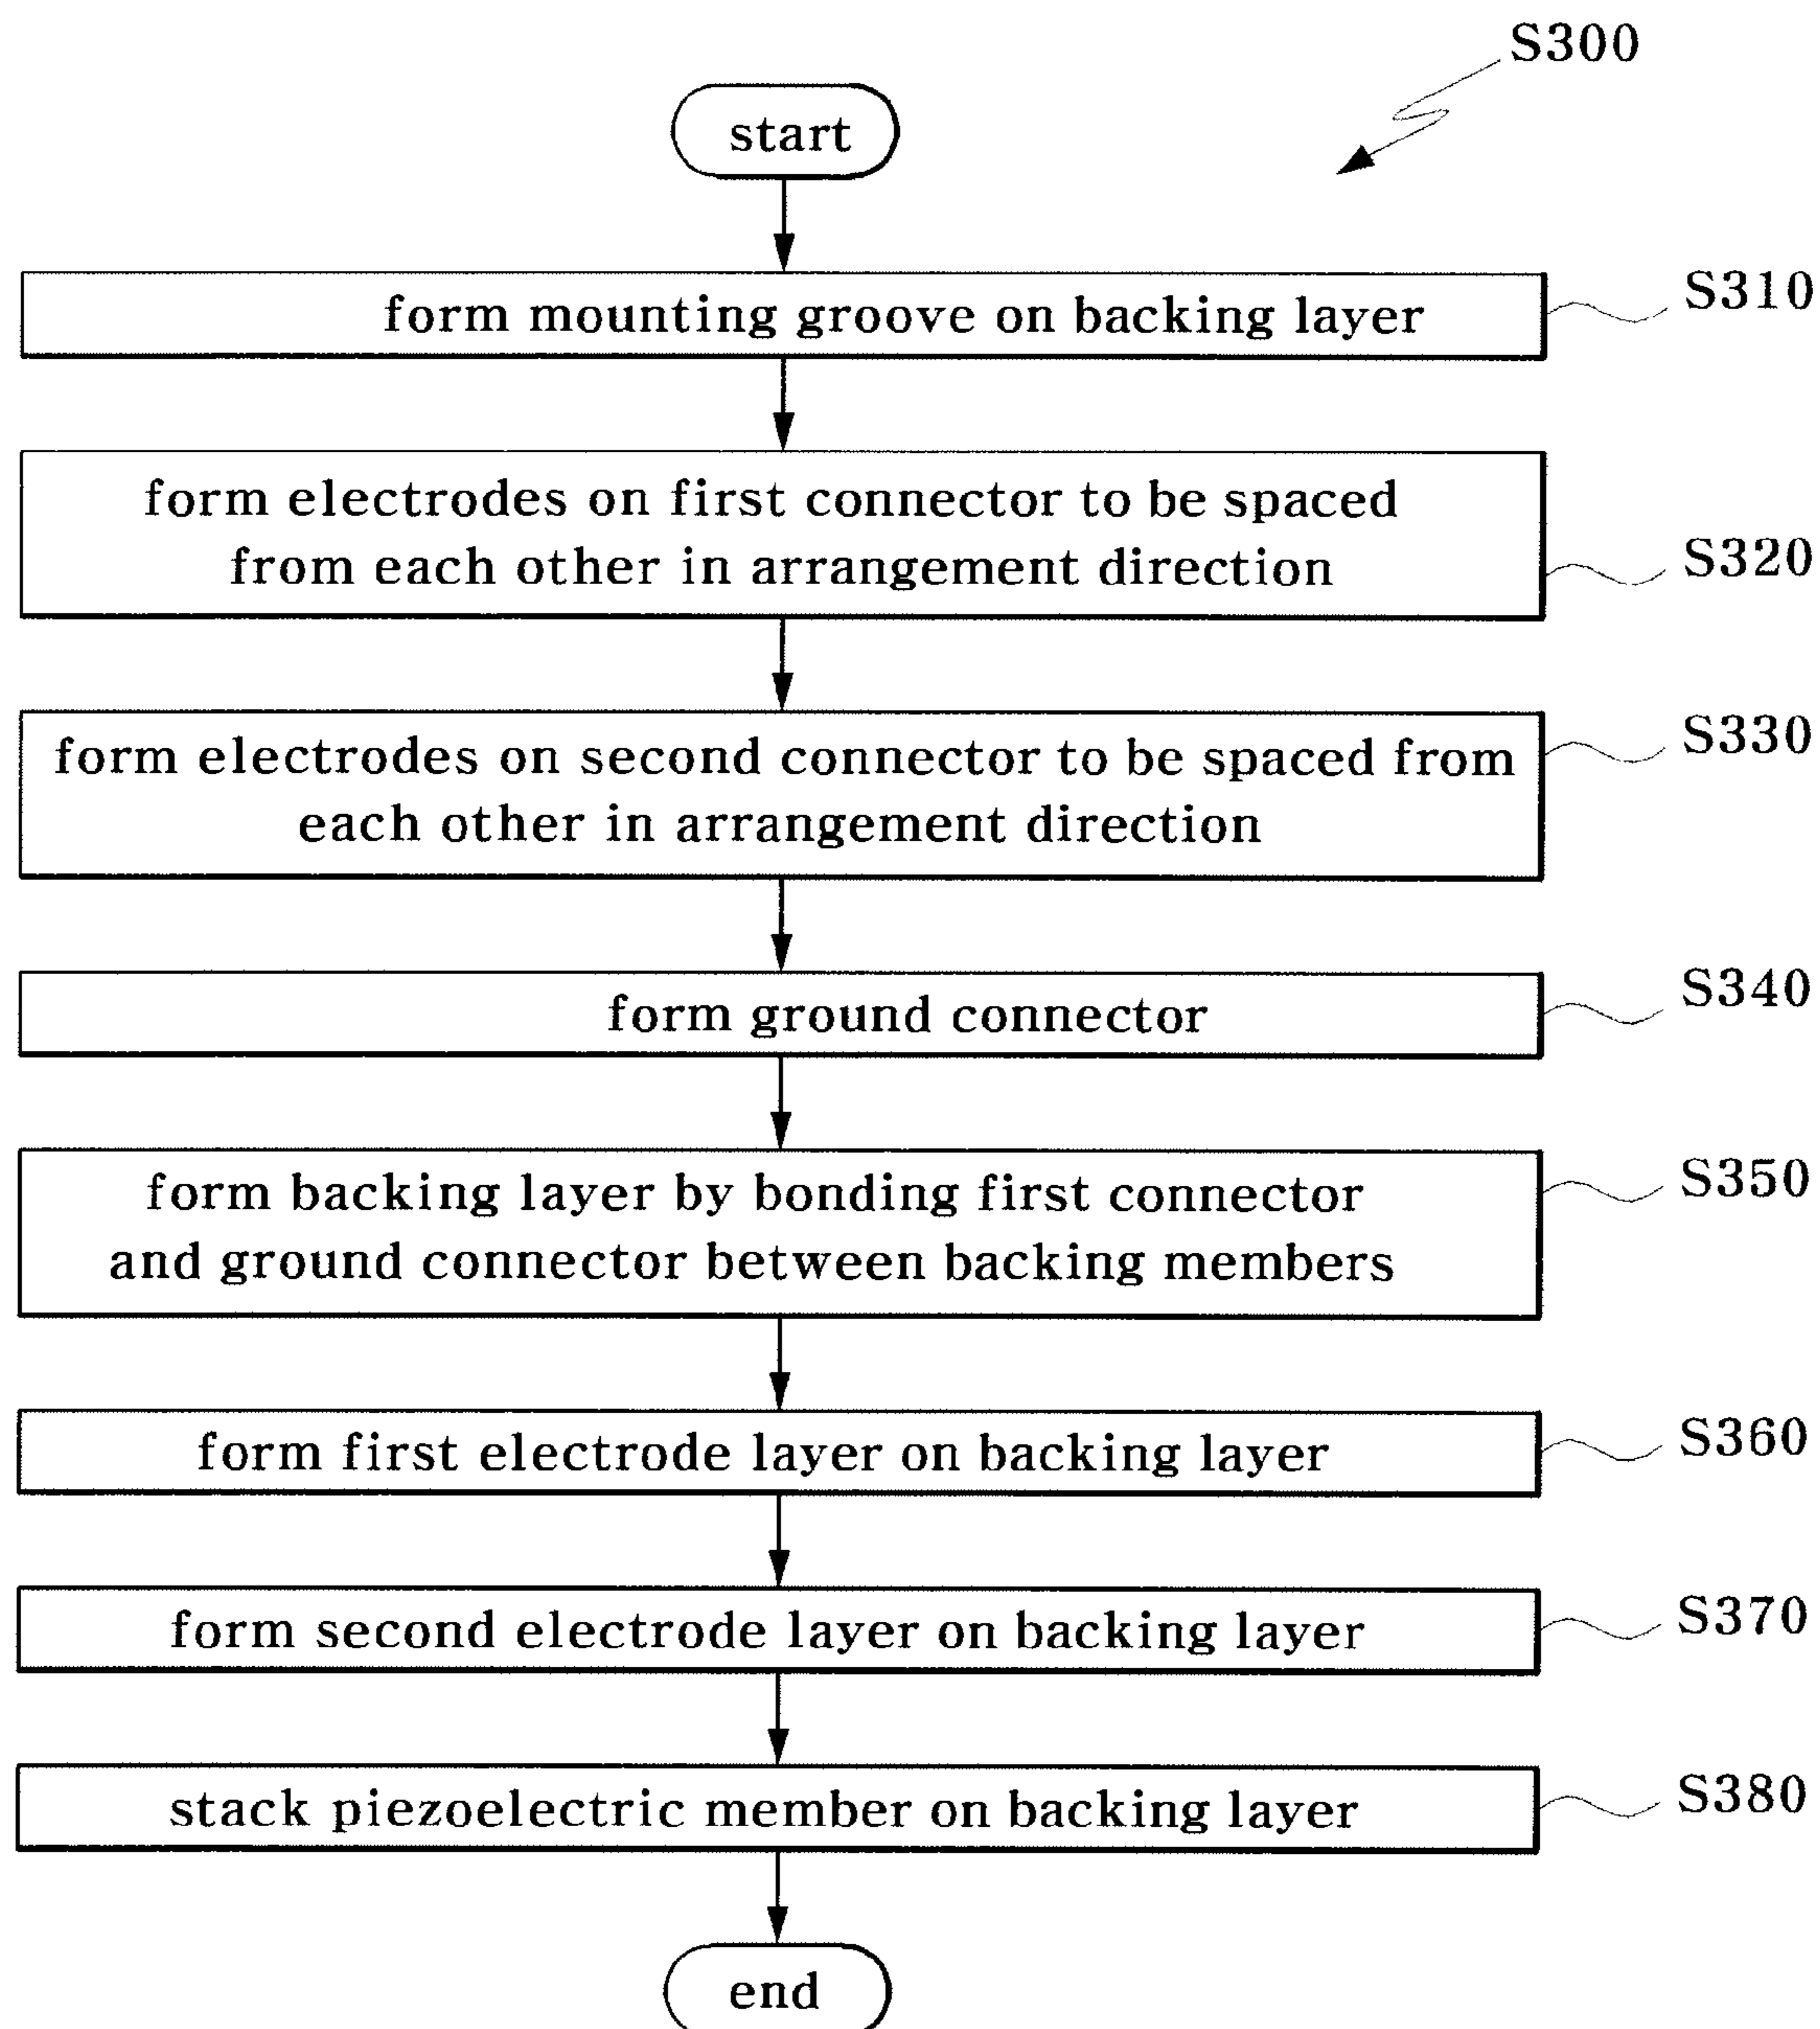 S300
start
form mounting groove on backing layer
S310
form electrodes on first connector to be spaced
from each other in arrangement direction
S320
form electrodes on second connector to be spaced from
each other in arrangement direction
S330
form ground connector
S340
form backing layer by bonding first connector
and ground connector between backing members
S350
form first electrode layer on backing layer
S360
form second electrode layer on backing layer
S370
stack piezoelectric member on backing layer
S380
end